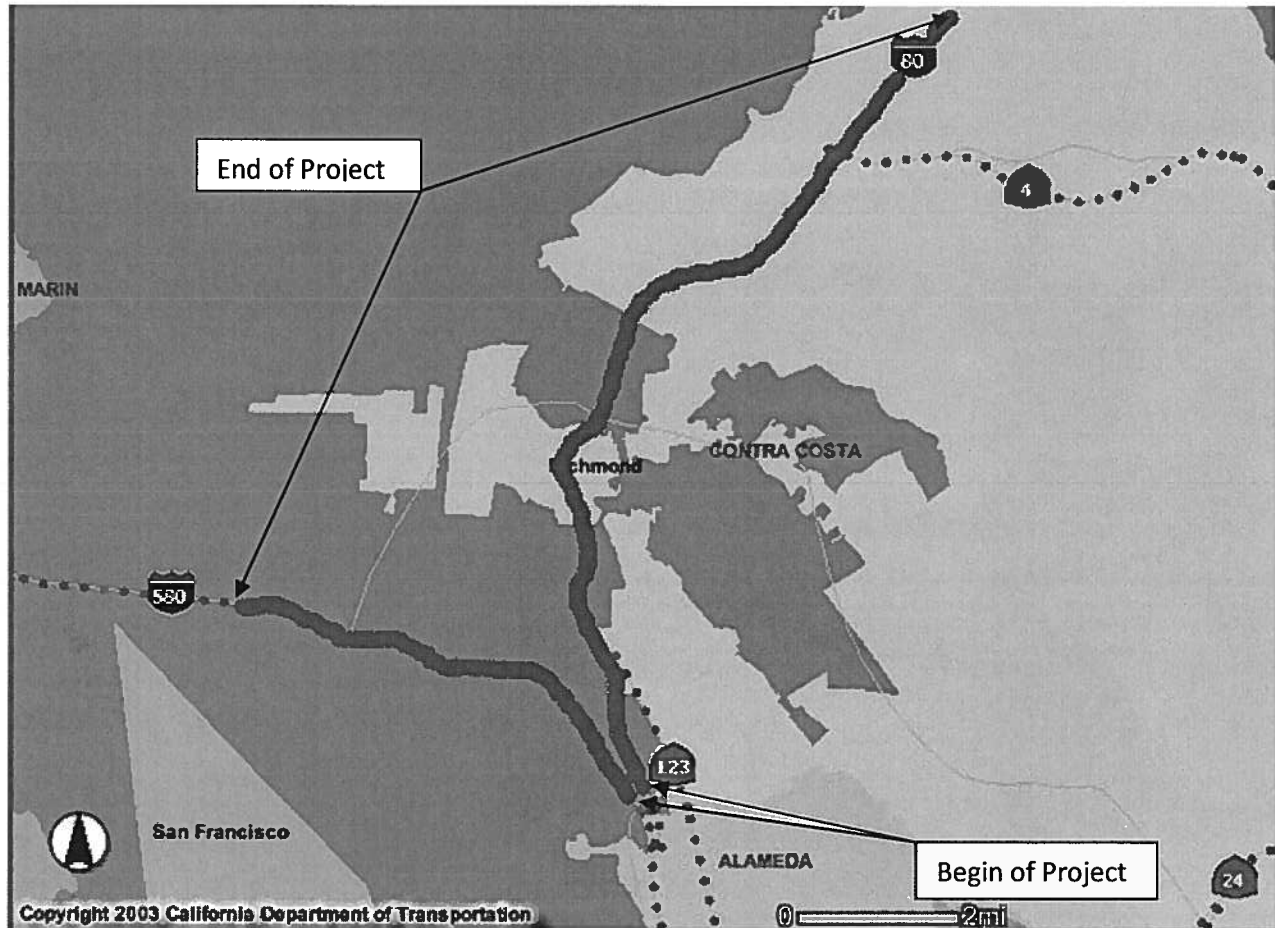 80
End of Project
4
MARIN
CONTRA COSTA
Richmond
580
123
San Francisco
ALAMEDA
Begin of Project
24
Copyright 2003 California Department of Transportation
0 2mi